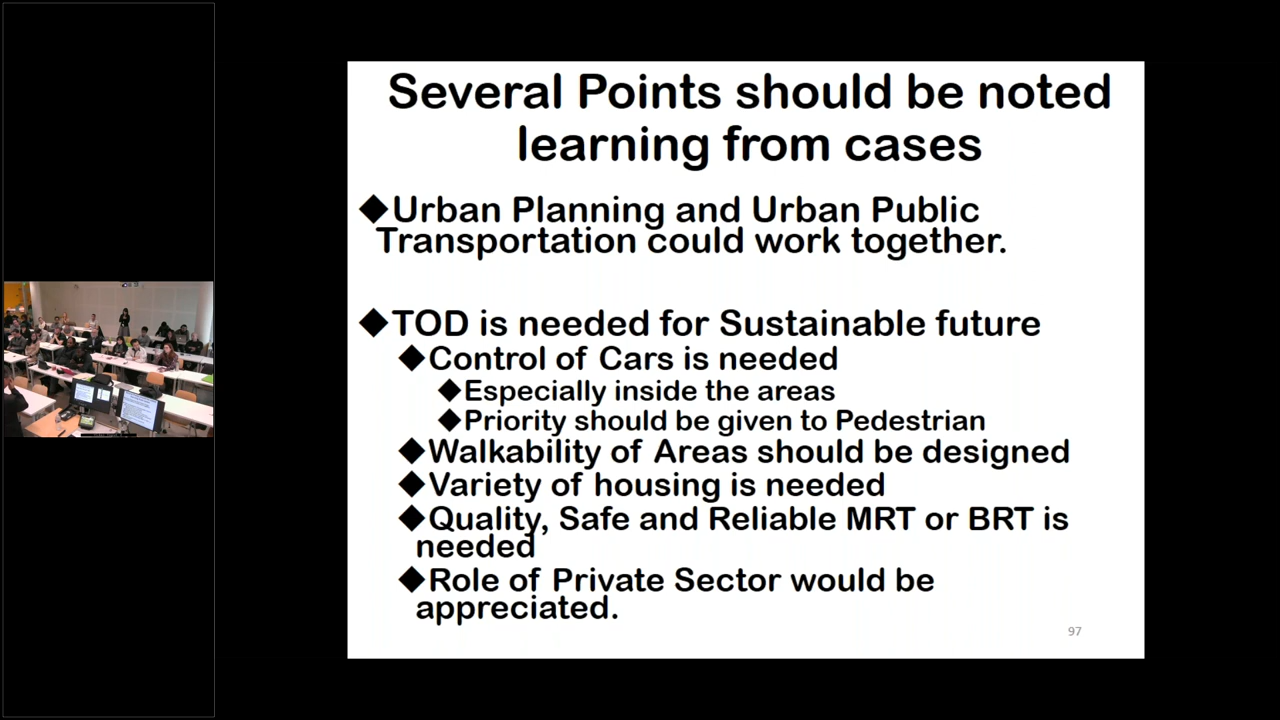 Several Points should be noted
learning from cases
◆Urban Planning and Urban Public
Transportation could work together.
◆TOD is needed for Sustainable future
◆Control of Cars is needed
◆Especially inside the areas
◆Priority should be given to Pedestrian
◆Walkability of Areas should be designed
◆Variety of housing is needed
◆Quality, Safe and Reliable MRT or BRT is
needed
◆Role of Private Sector would be
appreciated.
97